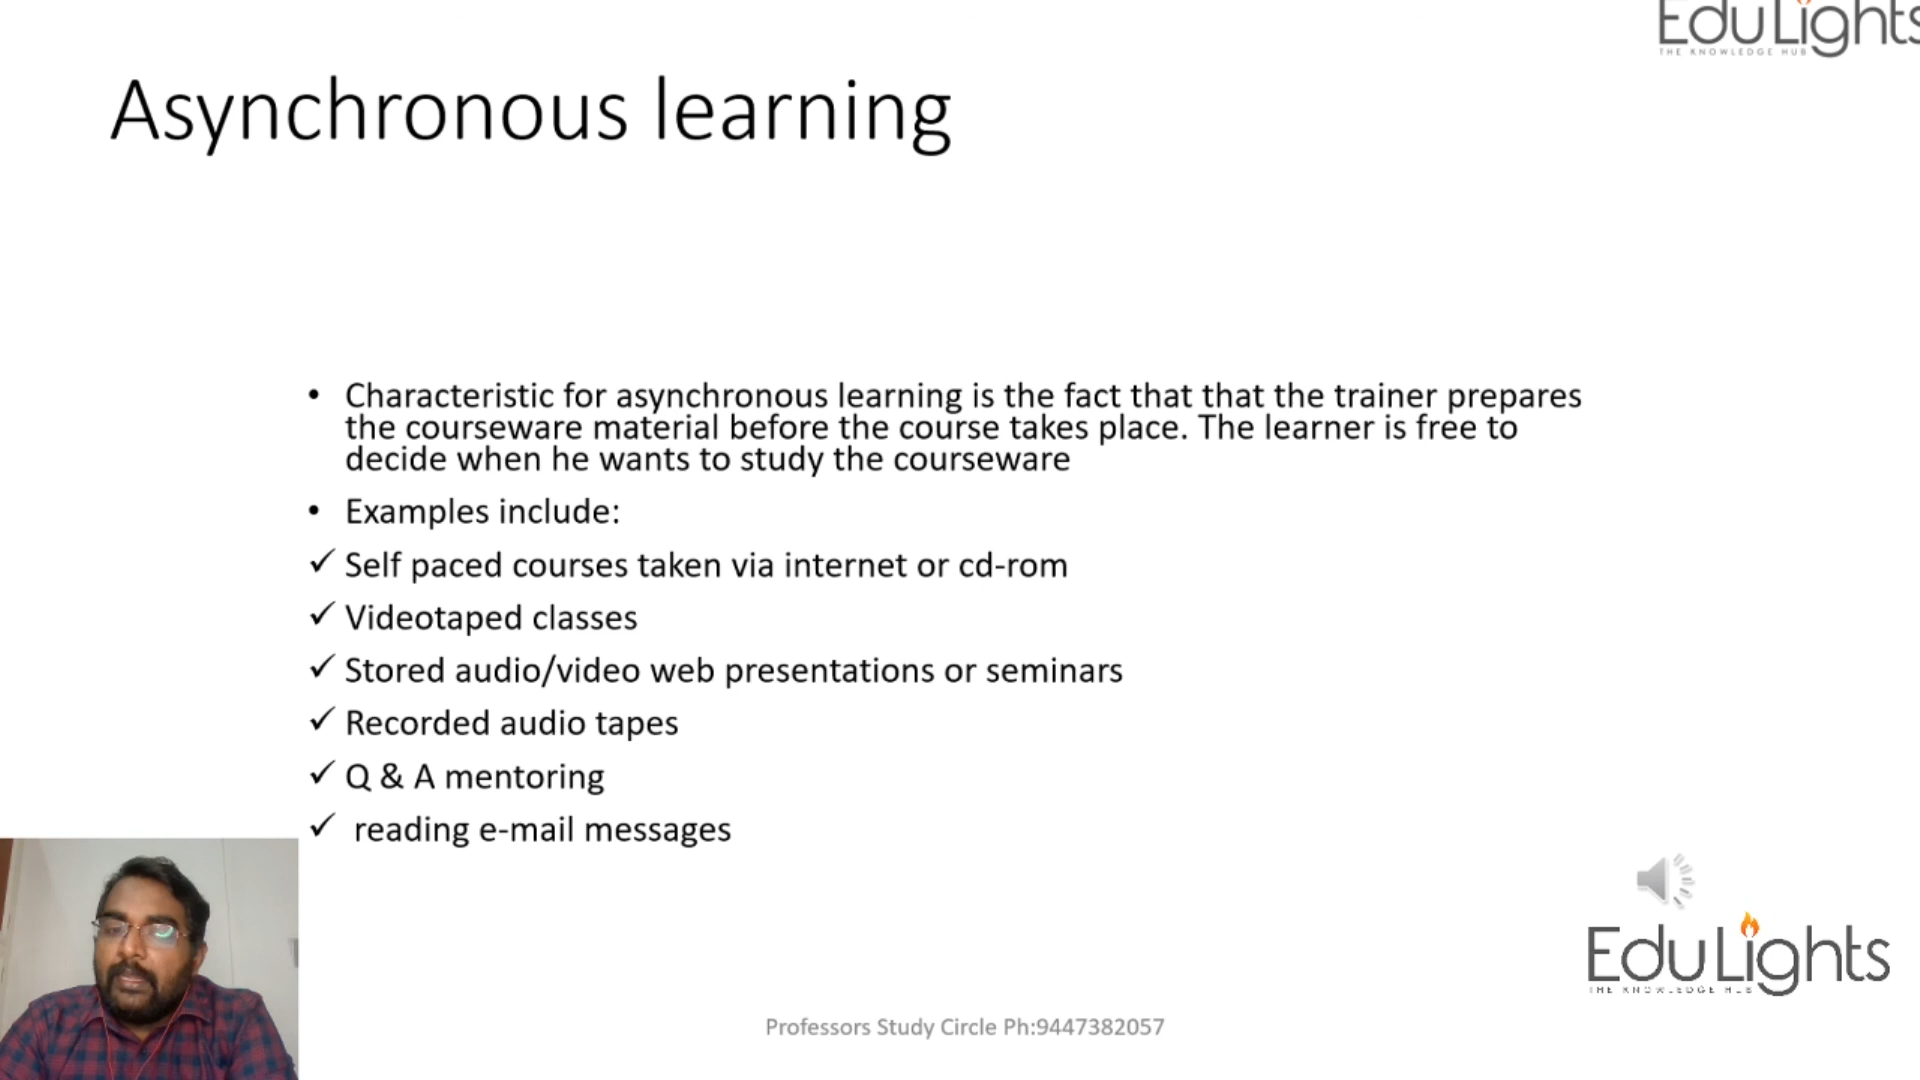 EduLights
THE KNOWLEDGE HUB
Asynchronous learning
• Characteristic for asynchronous learning is the fact that that the trainer prepares
the courseware material before the course takes place. The learner is free to
decide when he wants to study the courseware
• Examples include:
✓ Self paced courses taken via internet or cd-rom
✓ Videotaped classes
✓ Stored audio/video web presentations or seminars
✓ Recorded audio tapes
✓ Q & A mentoring
✓ reading e-mail messages
EduLights
THE KNOWLEDGE HUB
Professors Study Circle Ph:9447382057